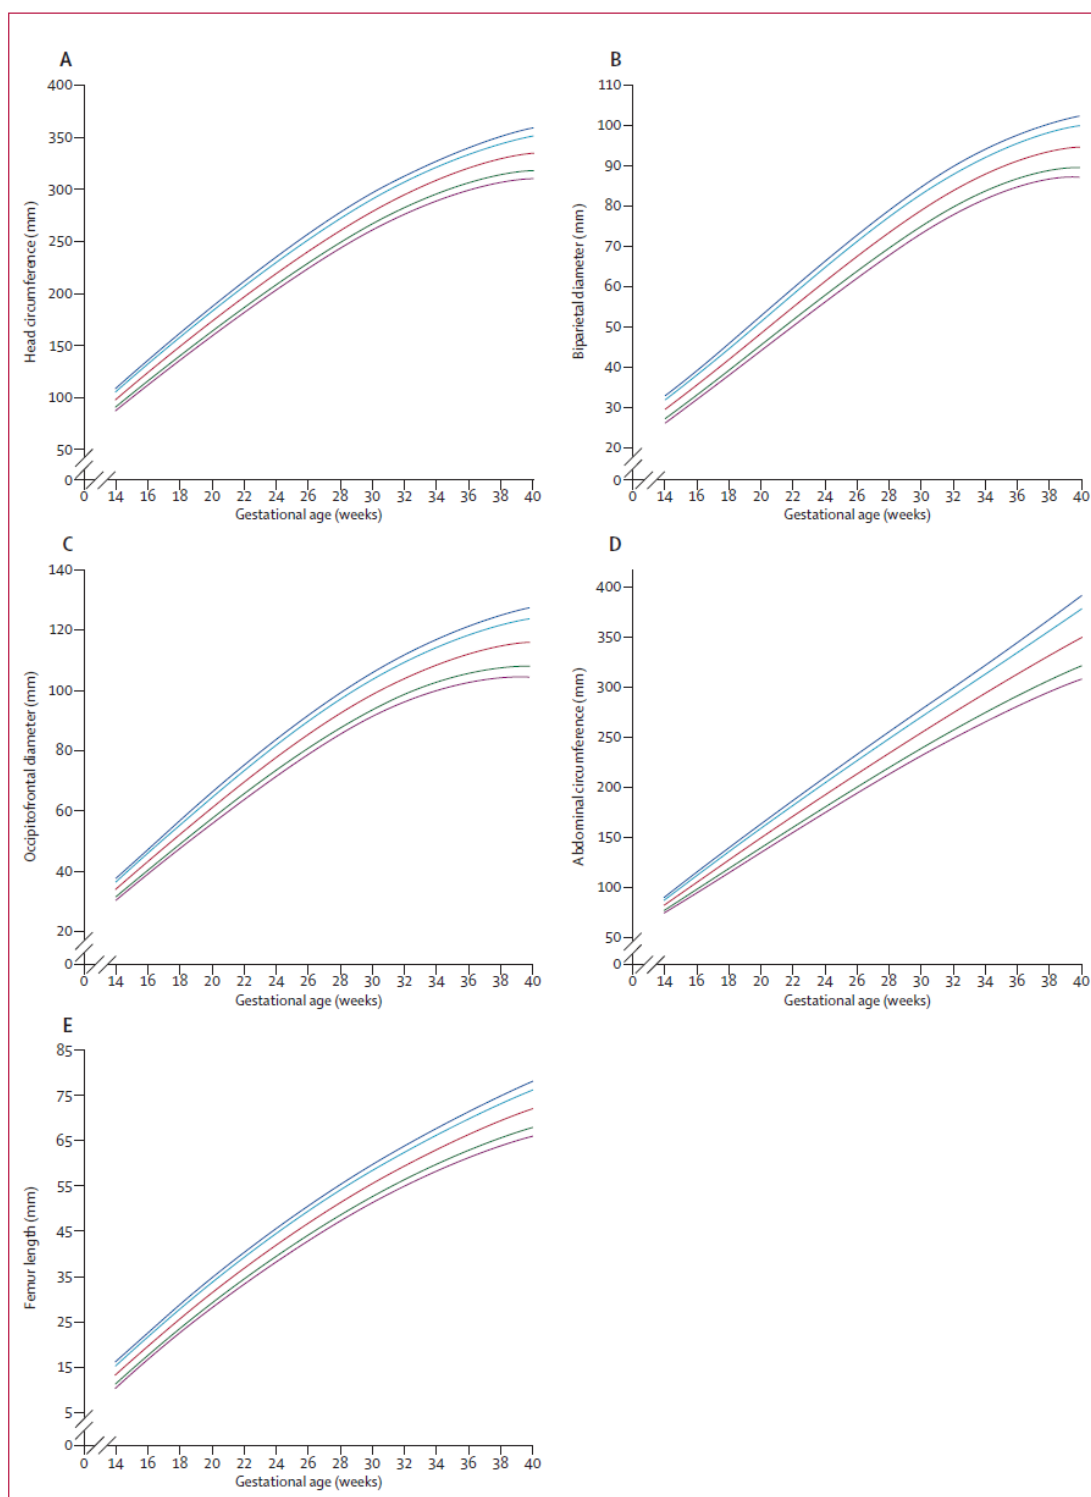 A
400
350
300
250
200
150
100
50
0
Head circumference (mm)
0 14 16 18 20 22 24 26 28 30 32 34 36 38 40
Gestational age (weeks)
B
110
100
90
80
70
60
50
40
30
20
0
Biparietal diameter (mm)
0 14 16 18 20 22 24 26 28 30 32 34 36 38 40
Gestational age (weeks)
C
140
120
100
80
60
40
20
0
Occipitofrontal diameter (mm)
0 14 16 18 20 22 24 26 28 30 32 34 36 38 40
Gestational age (weeks)
D
400
350
300
250
200
150
100
50
0
Abdominal circumference (mm)
0 14 16 18 20 22 24 26 28 30 32 34 36 38 40
Gestational age (weeks)
E
85
75
65
55
45
35
25
15
5
0
Femur length (mm)
0 14 16 18 20 22 24 26 28 30 32 34 36 38 40
Gestational age (weeks)